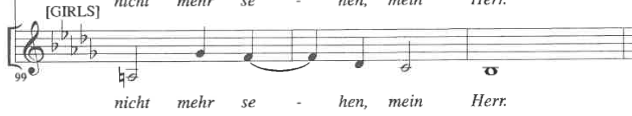 nicht mehr se - hen, mein Herr.
[GIRLS]
99
nicht mehr se - hen, mein Herr.